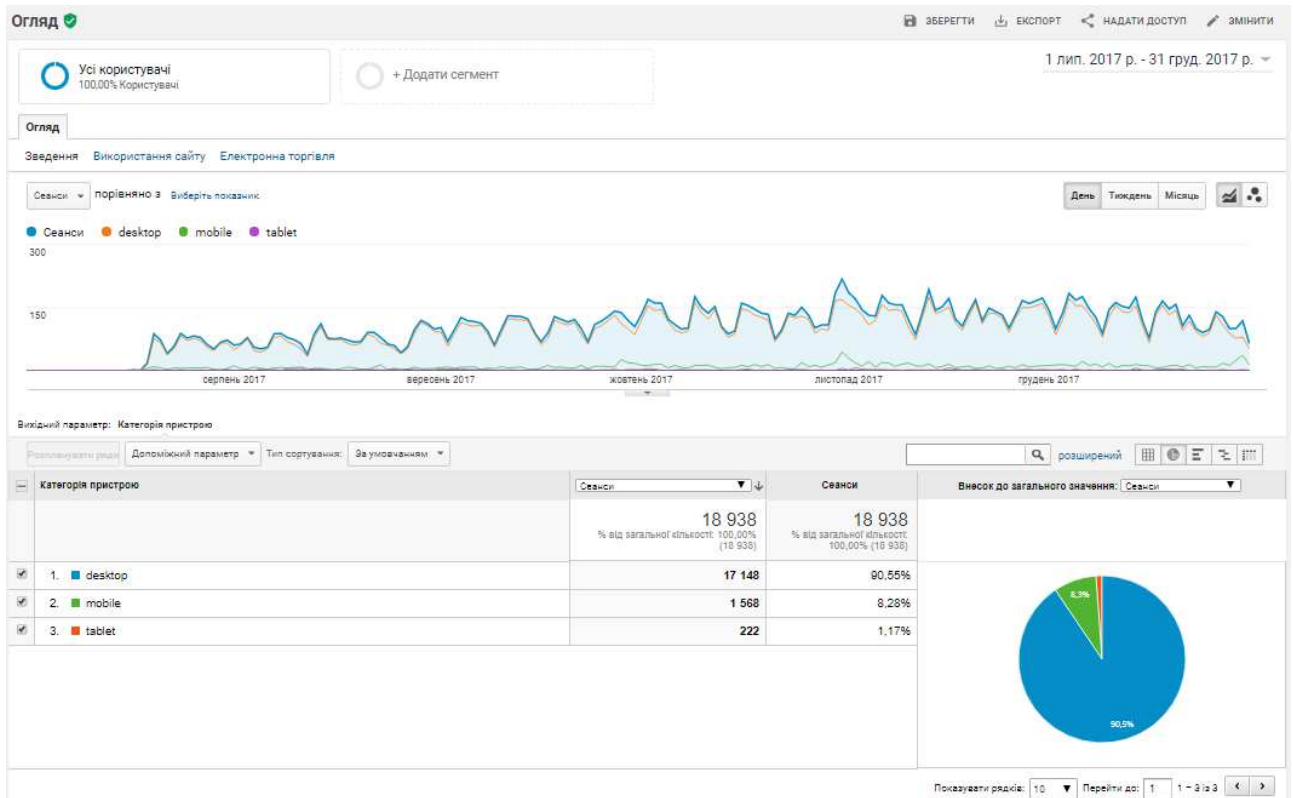 Огляд
ЗБЕРЕГТИ ЕКСПОРТ НАДАТИ ДОСТУП ЗМІНИТИ
Усі користувачі
100,00% Користувачі
+ Додати сегмент
1 лип. 2017 р. - 31 груд. 2017 р.
Огляд
Зведення Використання сайту Електронна торгівля
Сеанси порівняно з Виберіть показник
День Тиждень Місяць
Сеанси desktop mobile tablet
300
150
серпень 2017 вересень 2017 жовтень 2017 листопад 2017 грудень 2017
Вихідний параметр: Категорія пристрою
Допоміжний параметр Тип сортування: За умовчанням розширений
Категорія пристрою Сеанси Сеанси Внесок до загального значення: Сеанси
18 938 18 938
% від загальної кількості: 100,00% % від загальної кількості:
(18 938) 100,00% (18 938)
1. desktop 17 148 90,55%
2. mobile 1 568 8,28%
3. tablet 222 1,17%
8,3%
90,5%
Показувати рядків: 10 Перейти до: 1 1 – 3 із 3